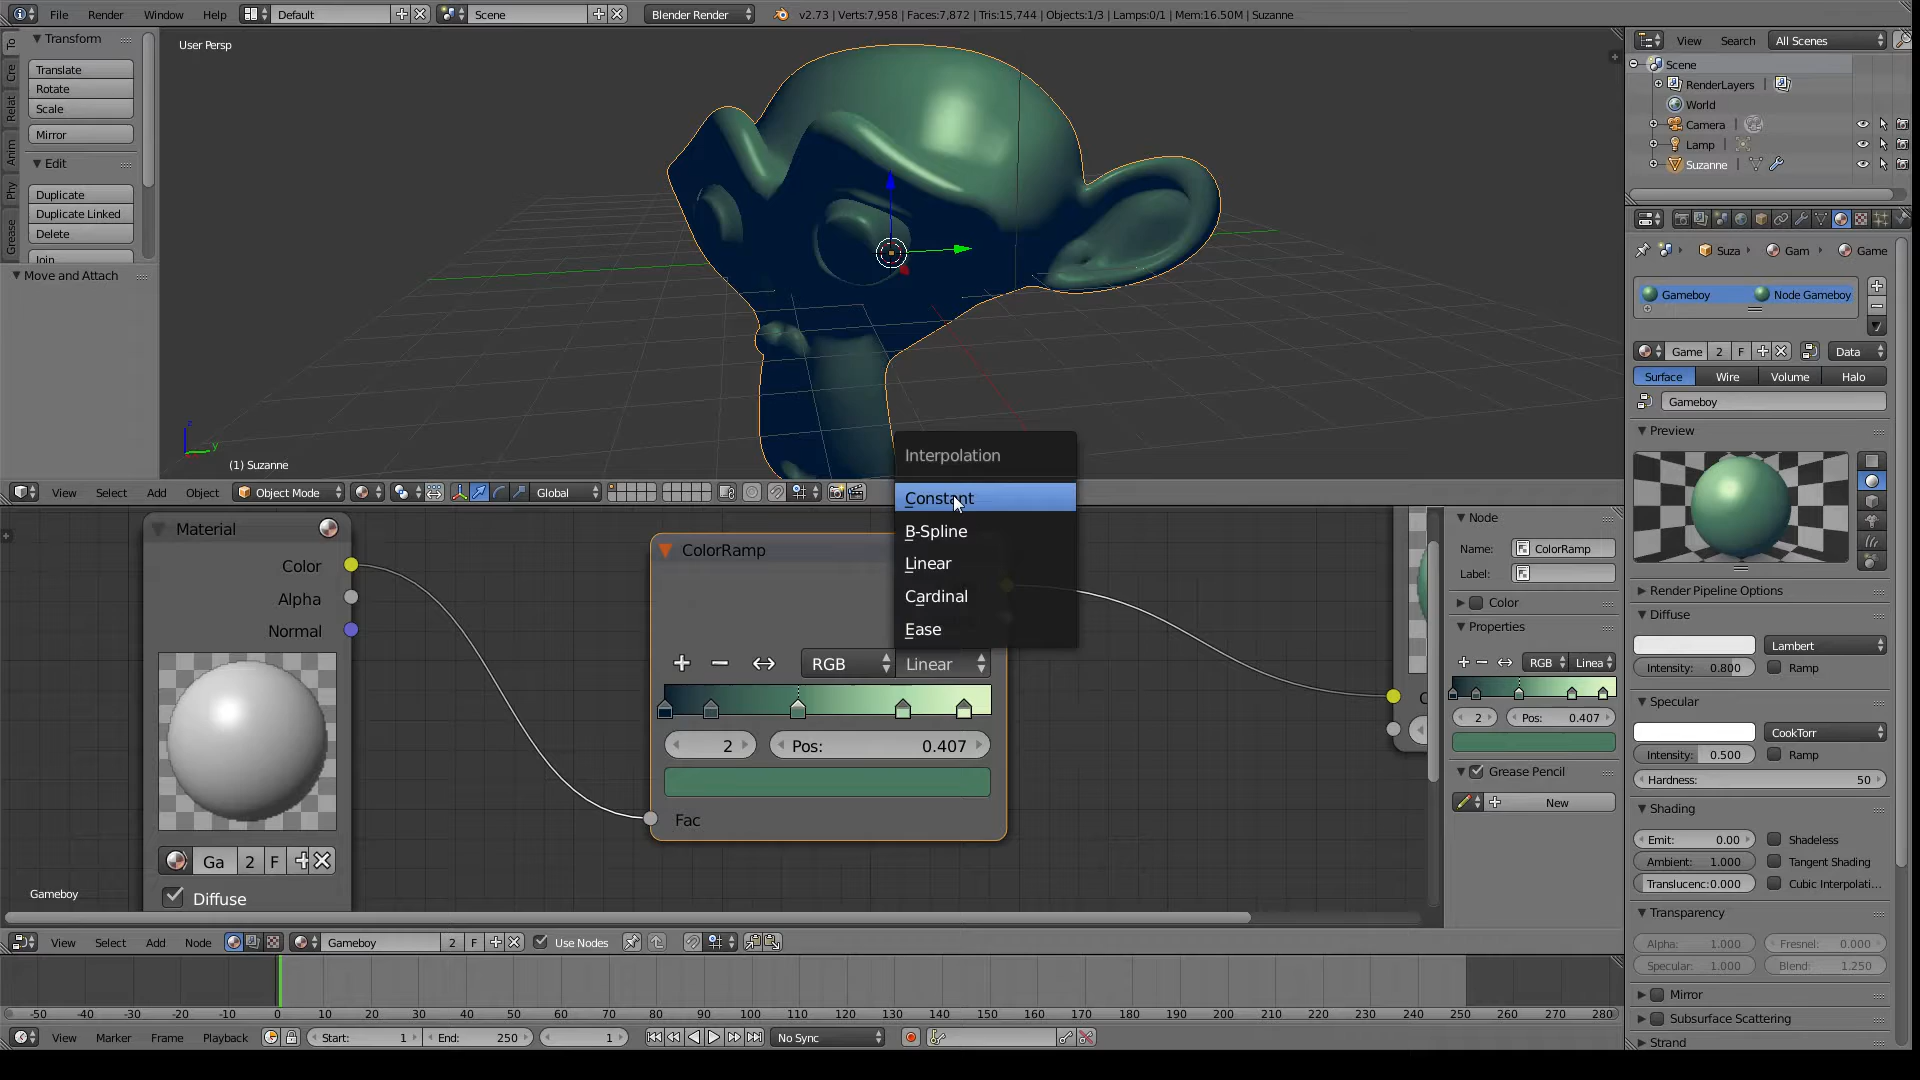 File Render Window Help Default Scene Blender Render v2.73 | Verts:7,958 | Faces:7,872 | Tris:15,744 | Objects:1/3 | Lamps:0/1 | Mem:16.50M | Suzanne
To
Cre
Relat
Anim
Phy
Grease
Transform
Translate
Rotate
Scale
Mirror
Edit
Duplicate
Duplicate Linked
Delete
Join
Move and Attach
User Persp
z
y
(1) Suzanne
View Search All Scenes
Scene
RenderLayers |
World
Camera |
Lamp |
Suzanne |
Suza Gam Game
Gameboy Node Gameboy
Game 2 F Data
Surface Wire Volume Halo
Gameboy
Preview
Render Pipeline Options
Diffuse
Lambert
Intensity: 0.800 Ramp
Specular
CookTorr
Intensity: 0.500 Ramp
Hardness: 50
Shading
Emit: 0.00 Shadeless
Ambient: 1.000 Tangent Shading
Translucenc:0.000 Cubic Interpolati...
Transparency
Alpha: 1.000 Fresnel: 0.000
Specular: 1.000 Blend: 1.250
Mirror
Subsurface Scattering
Strand
View Select Add Object Object Mode Global
Interpolation
Constant
B-Spline
Linear
Cardinal
Ease
Material
Color
Alpha
Normal
Ga 2 F
Diffuse
Gameboy
ColorRamp
RGB Linear
2 Pos: 0.407
Fac
Node
Name: ColorRamp
Label:
Color
Properties
RGB Linea
2 Pos: 0.407
Grease Pencil
New
View Select Add Node Gameboy 2 F Use Nodes
-50 -40 -30 -20 -10 0 10 20 30 40 50 60 70 80 90 100 110 120 130 140 150 160 170 180 190 200 210 220 230 240 250 260 270 280
View Marker Frame Playback Start: 1 End: 250 1 No Sync